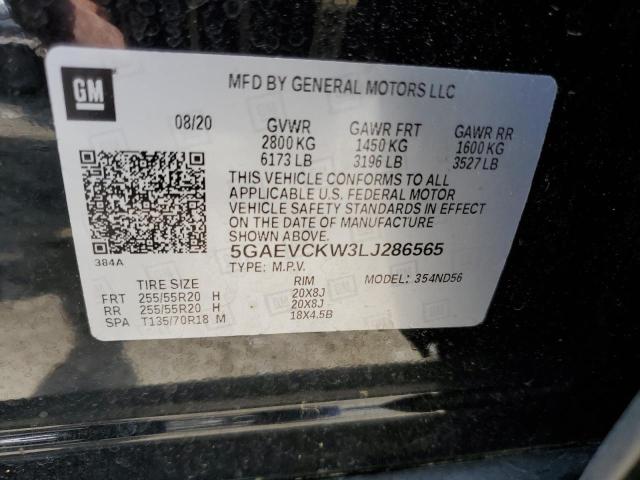 GM
MFD BY GENERAL MOTORS LLC
08/20 GVWR GAWR FRT GAWR RR
2800 KG 1450 KG 1600 KG
6173 LB 3196 LB 3527 LB
THIS VEHICLE CONFORMS TO ALL
APPLICABLE U.S. FEDERAL MOTOR
VEHICLE SAFETY STANDARDS IN EFFECT
ON THE DATE OF MANUFACTURE
SHOWN ABOVE.
384A
5GAEVCKW3LJ286565
TYPE: M.P.V. MODEL: 354ND56
TIRE SIZE RIM
FRT 255/55R20 H 20X8J
RR 255/55R20 H 20X8J
SPA T135/70R18 M 18X4.5B